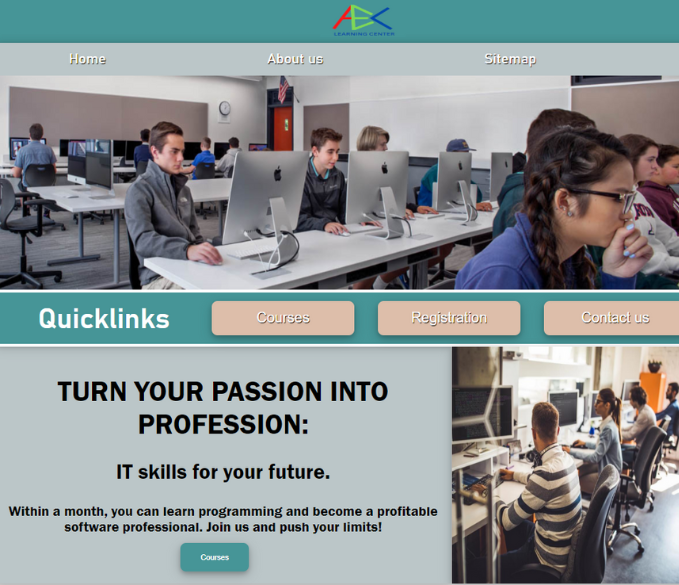 ABC
LEARNING CENTER
Home About us Sitemap
Quicklinks Courses Registration Contact us
TURN YOUR PASSION INTO
PROFESSION:
IT skills for your future.
Within a month, you can learn programming and become a profitable
software professional. Join us and push your limits!
Courses